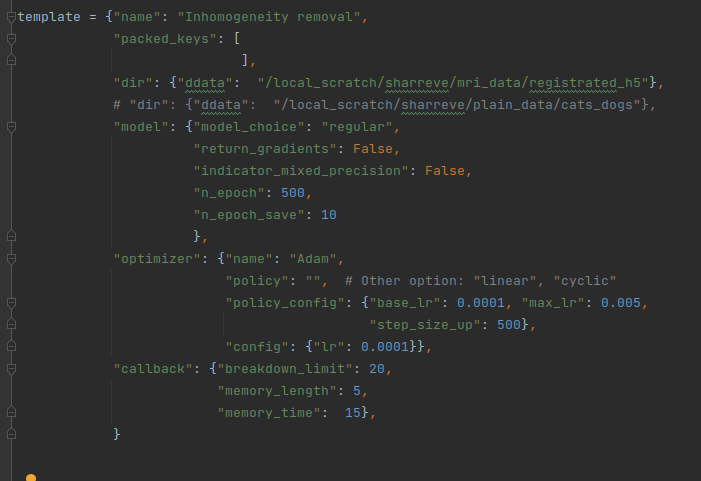 template = {"name": "Inhomogeneity removal",
            "packed_keys": [
                            ],
            "dir": {"ddata":  "/local_scratch/sharreve/mri_data/registrated_h5"},
            # "dir": {"ddata":  "/local_scratch/sharreve/plain_data/cats_dogs"},
            "model": {"model_choice": "regular",
                      "return_gradients": False,
                      "indicator_mixed_precision": False,
                      "n_epoch": 500,
                      "n_epoch_save": 10
                      },
            "optimizer": {"name": "Adam",
                          "policy": "",  # Other option: "linear", "cyclic"
                          "policy_config": {"base_lr": 0.0001, "max_lr": 0.005,
                                            "step_size_up": 500},
                          "config": {"lr": 0.0001}},
            "callback": {"breakdown_limit": 20,
                         "memory_length": 5,
                         "memory_time":  15},
            }